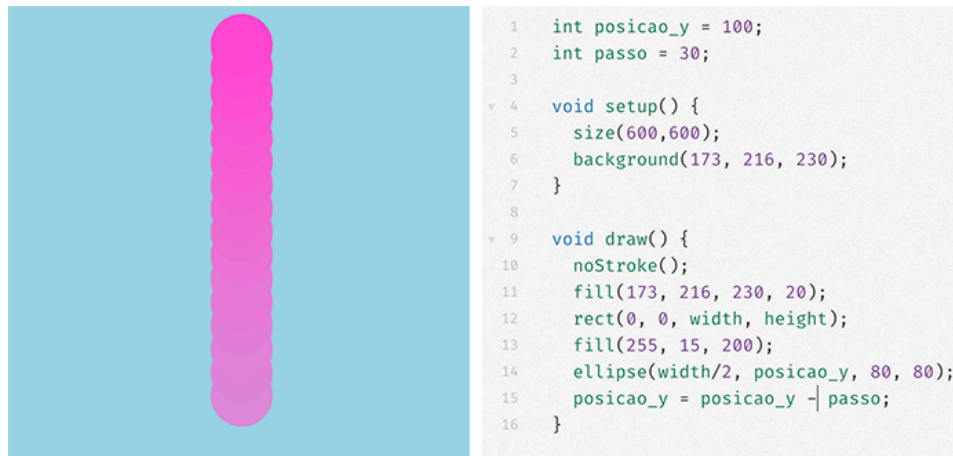 1 int posicao_y = 100;
2 int passo = 30;
3
4 void setup() {
5 size(600,600);
6 background(173, 216, 230);
7 }
8
9 void draw() {
10 noStroke();
11 fill(173, 216, 230, 20);
12 rect(0, 0, width, height);
13 fill(255, 15, 200);
14 ellipse(width/2, posicao_y, 80, 80);
15 posicao_y = posicao_y - passo;
16 }